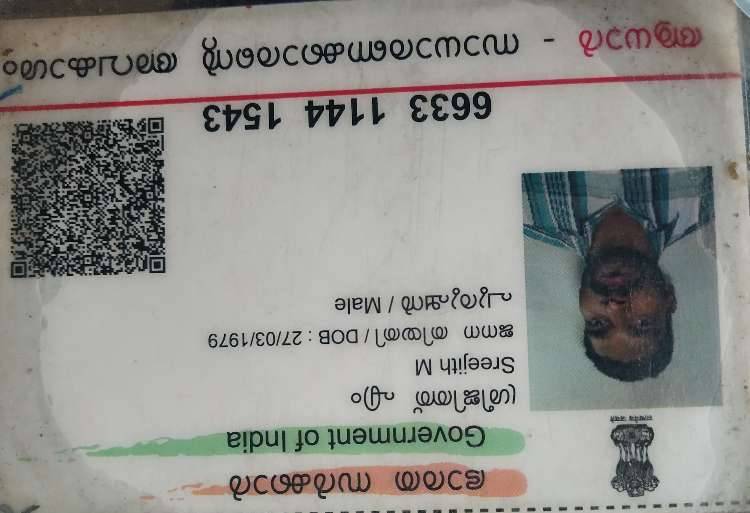 ഭാരത സർക്കാർ
Government of India
ശ്രീജിത്ത് എം
Sreejith M
ജനന തിയതി / DOB : 27/03/1979
പുരുഷൻ / Male
6633 1144 1543
ആധാർ - സാധാരണക്കാരന്റെ അവകാശം